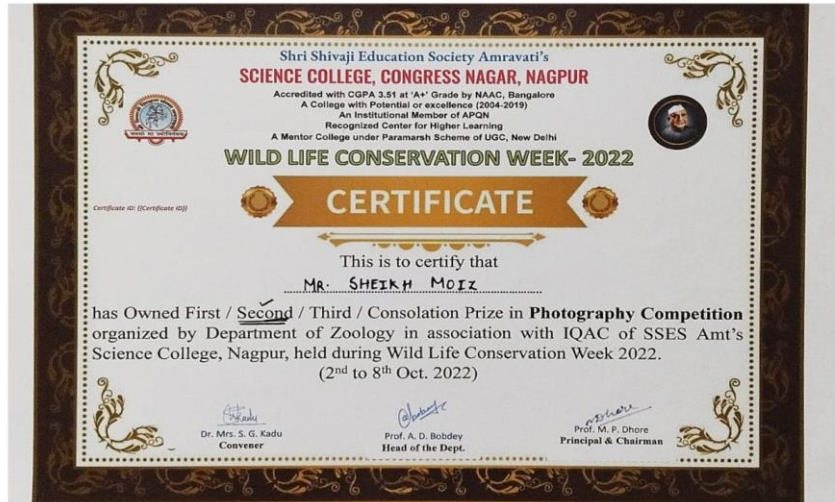 Shri Shivaji Education Society Amravati's
SCIENCE COLLEGE, CONGRESS NAGAR, NAGPUR
Accredited with CGPA 3.51 at 'A+' Grade by NAAC, Bangalore
A College with Potential or excellence (2004-2019)
An Institutional Member of APQN
Recognized Center for Higher Learning
A Mentor College under Paramarsh Scheme of UGC, New Delhi
WILD LIFE CONSERVATION WEEK- 2022
Certificate ID: {{Certificate ID}}
CERTIFICATE
This is to certify that
MR. SHEIKH MOIZ
has Owned First / Second / Third / Consolation Prize in Photography Competition
organized by Department of Zoology in association with IQAC of SSES Amt's
Science College, Nagpur, held during Wild Life Conservation Week 2022.
(2nd to 8th Oct. 2022)
Dr. Mrs. S. G. Kadu
Convener
Prof. A. D. Bobdey
Head of the Dept.
Prof. M. P. Dhore
Principal & Chairman